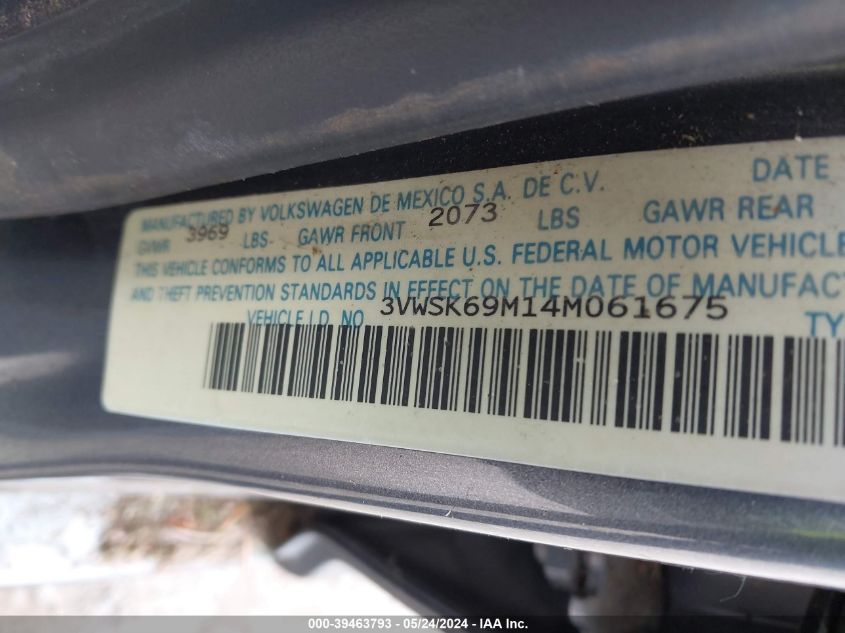 DATE
MANUFACTURED BY VOLKSWAGEN DE MEXICO S.A. DE C.V.
GVWR 3969 LBS GAWR FRONT 2073 LBS GAWR REAR
THIS VEHICLE CONFORMS TO ALL APPLICABLE U.S. FEDERAL MOTOR VEHICLE
AND THEFT PREVENTION STANDARDS IN EFFECT ON THE DATE OF MANUFAC
VEHICLE I.D. NO 3VWSK69M14M061675 TY
000-39463793 - 05/24/2024 - IAA Inc.